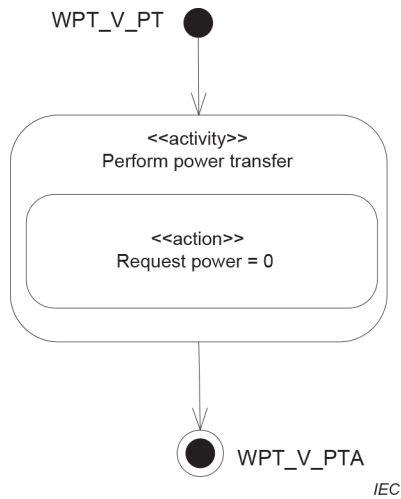 WPT_V_PT
<<activity>>
Perform power transfer
<<action>>
Request power = 0
WPT_V_PTA
IEC